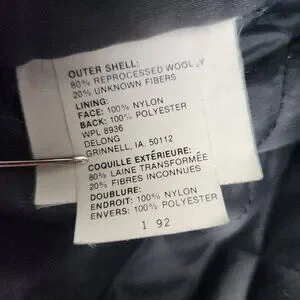 OUTER SHELL:
80% REPROCESSED WOOL
20% UNKNOWN FIBERS
LINING:
FACE: 100% NYLON
BACK: 100% POLYESTER
WPL 8936
DELONG
GRINNELL, IA. 50112
COQUILLE EXTÉRIEURE:
80% LAINE TRANSFORMÉE
20% FIBRES INCONNUES
DOUBLURE:
ENDROIT: 100% NYLON
ENVERS: 100% POLYESTER
1 92